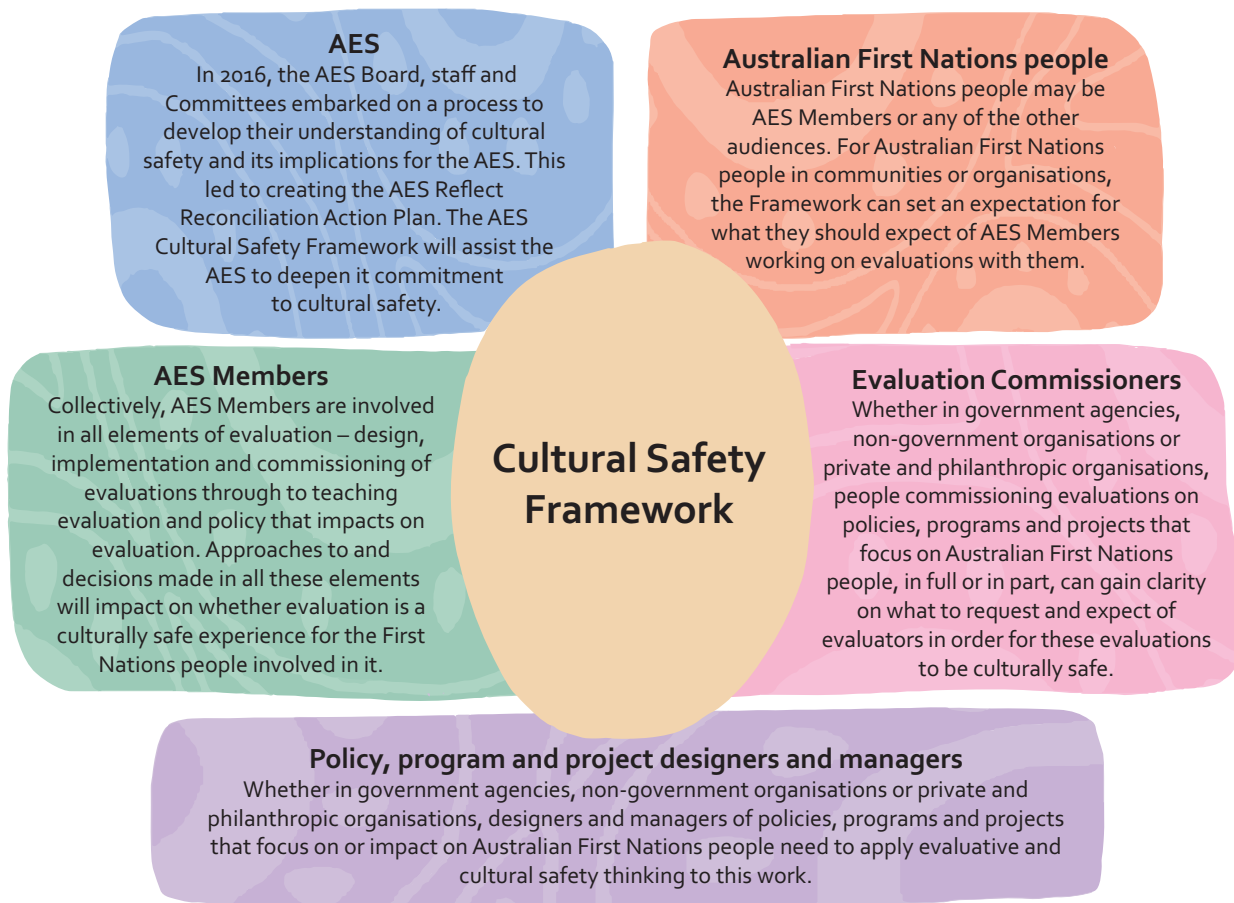 AES
In 2016, the AES Board, staff and
Committees embarked on a process to
develop their understanding of cultural
safety and its implications for the AES. This
led to creating the AES Reflect
Reconciliation Action Plan. The AES
Cultural Safety Framework will assist the
AES to deepen it commitment
to cultural safety.
Australian First Nations people
Australian First Nations people may be
AES Members or any of the other
audiences. For Australian First Nations
people in communities or organisations,
the Framework can set an expectation for
what they should expect of AES Members
working on evaluations with them.
AES Members
Collectively, AES Members are involved
in all elements of evaluation – design,
implementation and commissioning of
evaluations through to teaching
evaluation and policy that impacts on
evaluation. Approaches to and
decisions made in all these elements
will impact on whether evaluation is a
culturally safe experience for the First
Nations people involved in it.
Cultural Safety
Framework
Evaluation Commissioners
Whether in government agencies,
non-government organisations or
private and philanthropic organisations,
people commissioning evaluations on
policies, programs and projects that
focus on Australian First Nations
people, in full or in part, can gain clarity
on what to request and expect of
evaluators in order for these evaluations
to be culturally safe.
Policy, program and project designers and managers
Whether in government agencies, non-government organisations or private and
philanthropic organisations, designers and managers of policies, programs and projects
that focus on or impact on Australian First Nations people need to apply evaluative and
cultural safety thinking to this work.